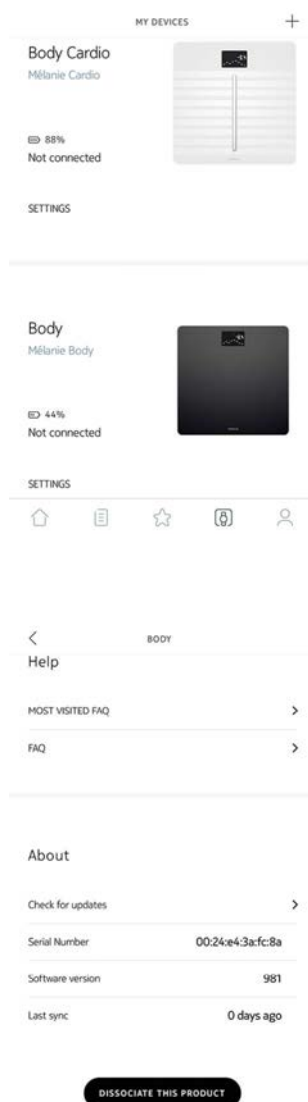 MY DEVICES
Body Cardio
Mélanie Cardio
88%
Not connected
SETTINGS
Body
Mélanie Body
44%
Not connected
SETTINGS
BODY
Help
MOST VISITED FAQ
FAQ
About
Check for updates
Serial Number 00:24:e4:3a:fc:8a
Software version 981
Last sync 0 days ago
DISSOCIATE THIS PRODUCT